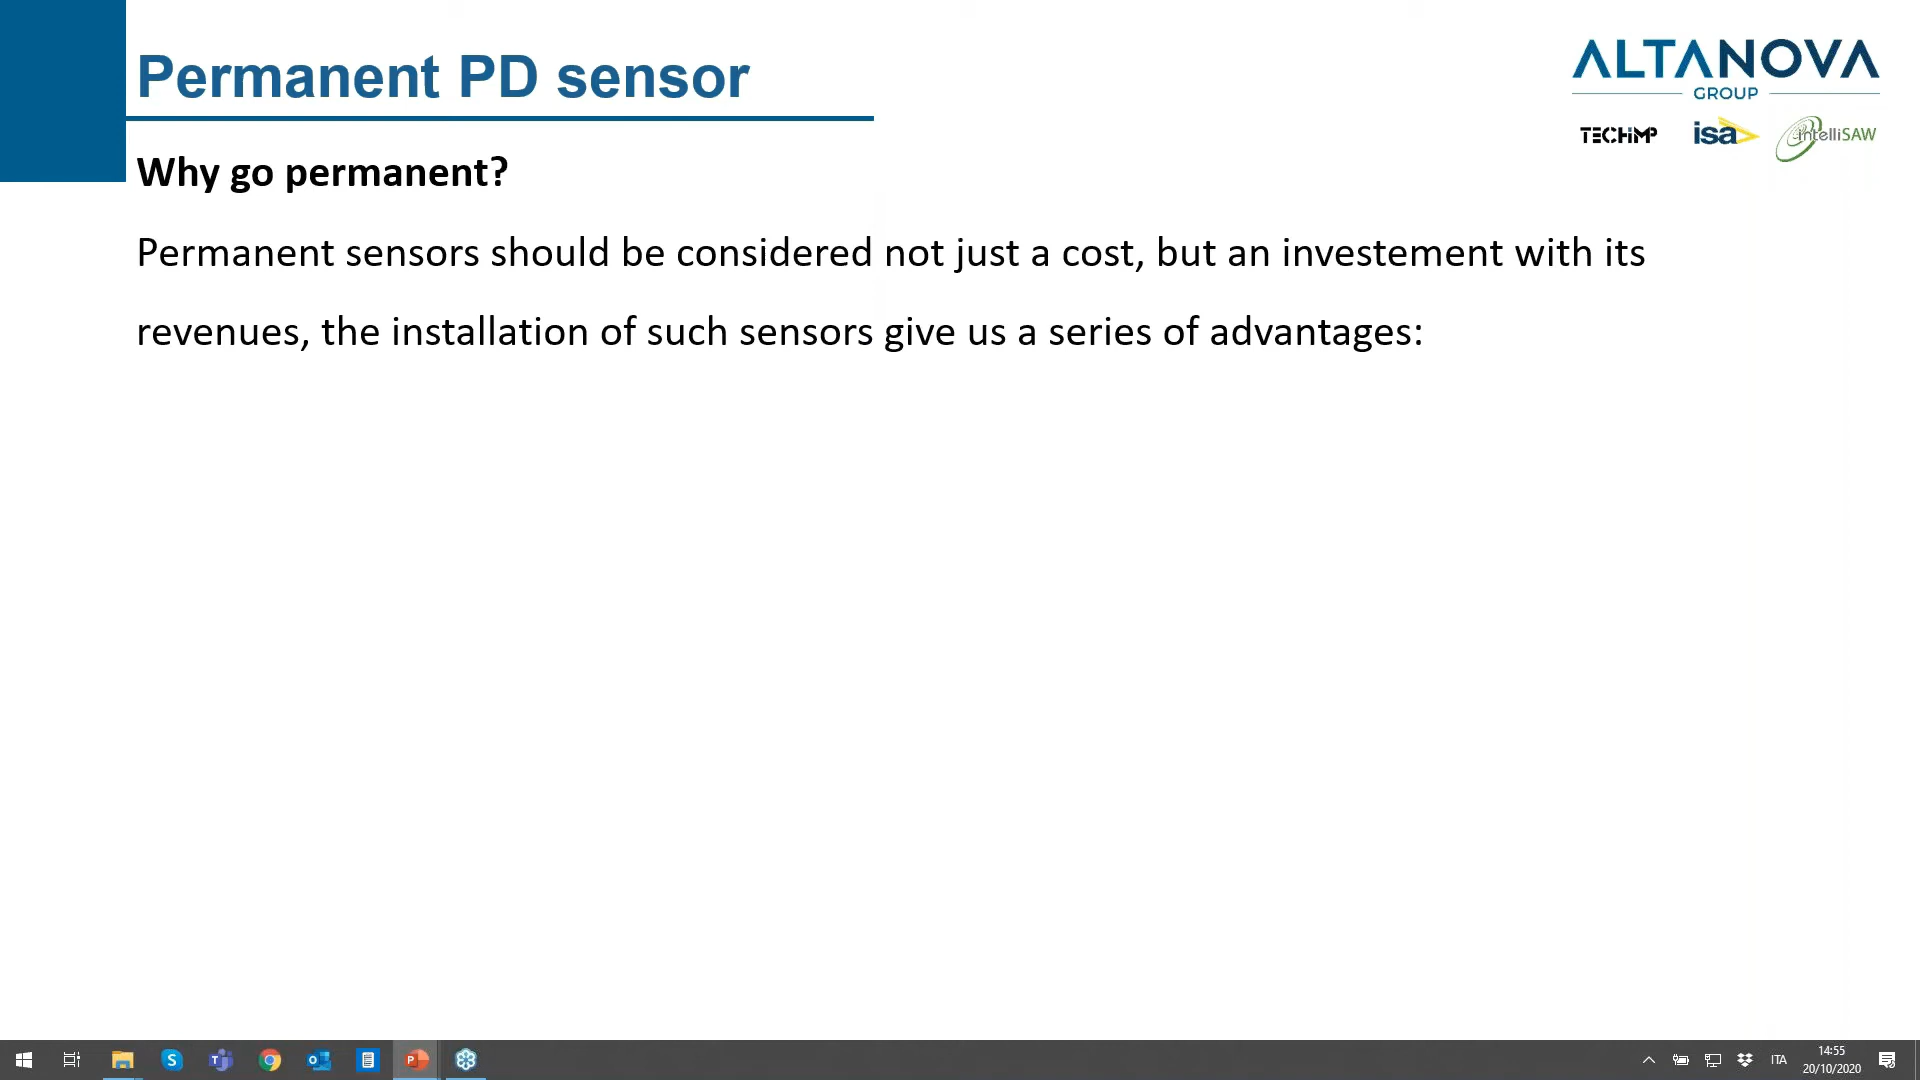 Permanent PD sensor
ALTANOVA
GROUP
TECHIMP
isa
intelliSAW
Why go permanent?
Permanent sensors should be considered not just a cost, but an investement with its
revenues, the installation of such sensors give us a series of advantages:
ITA
14:55
20/10/2020